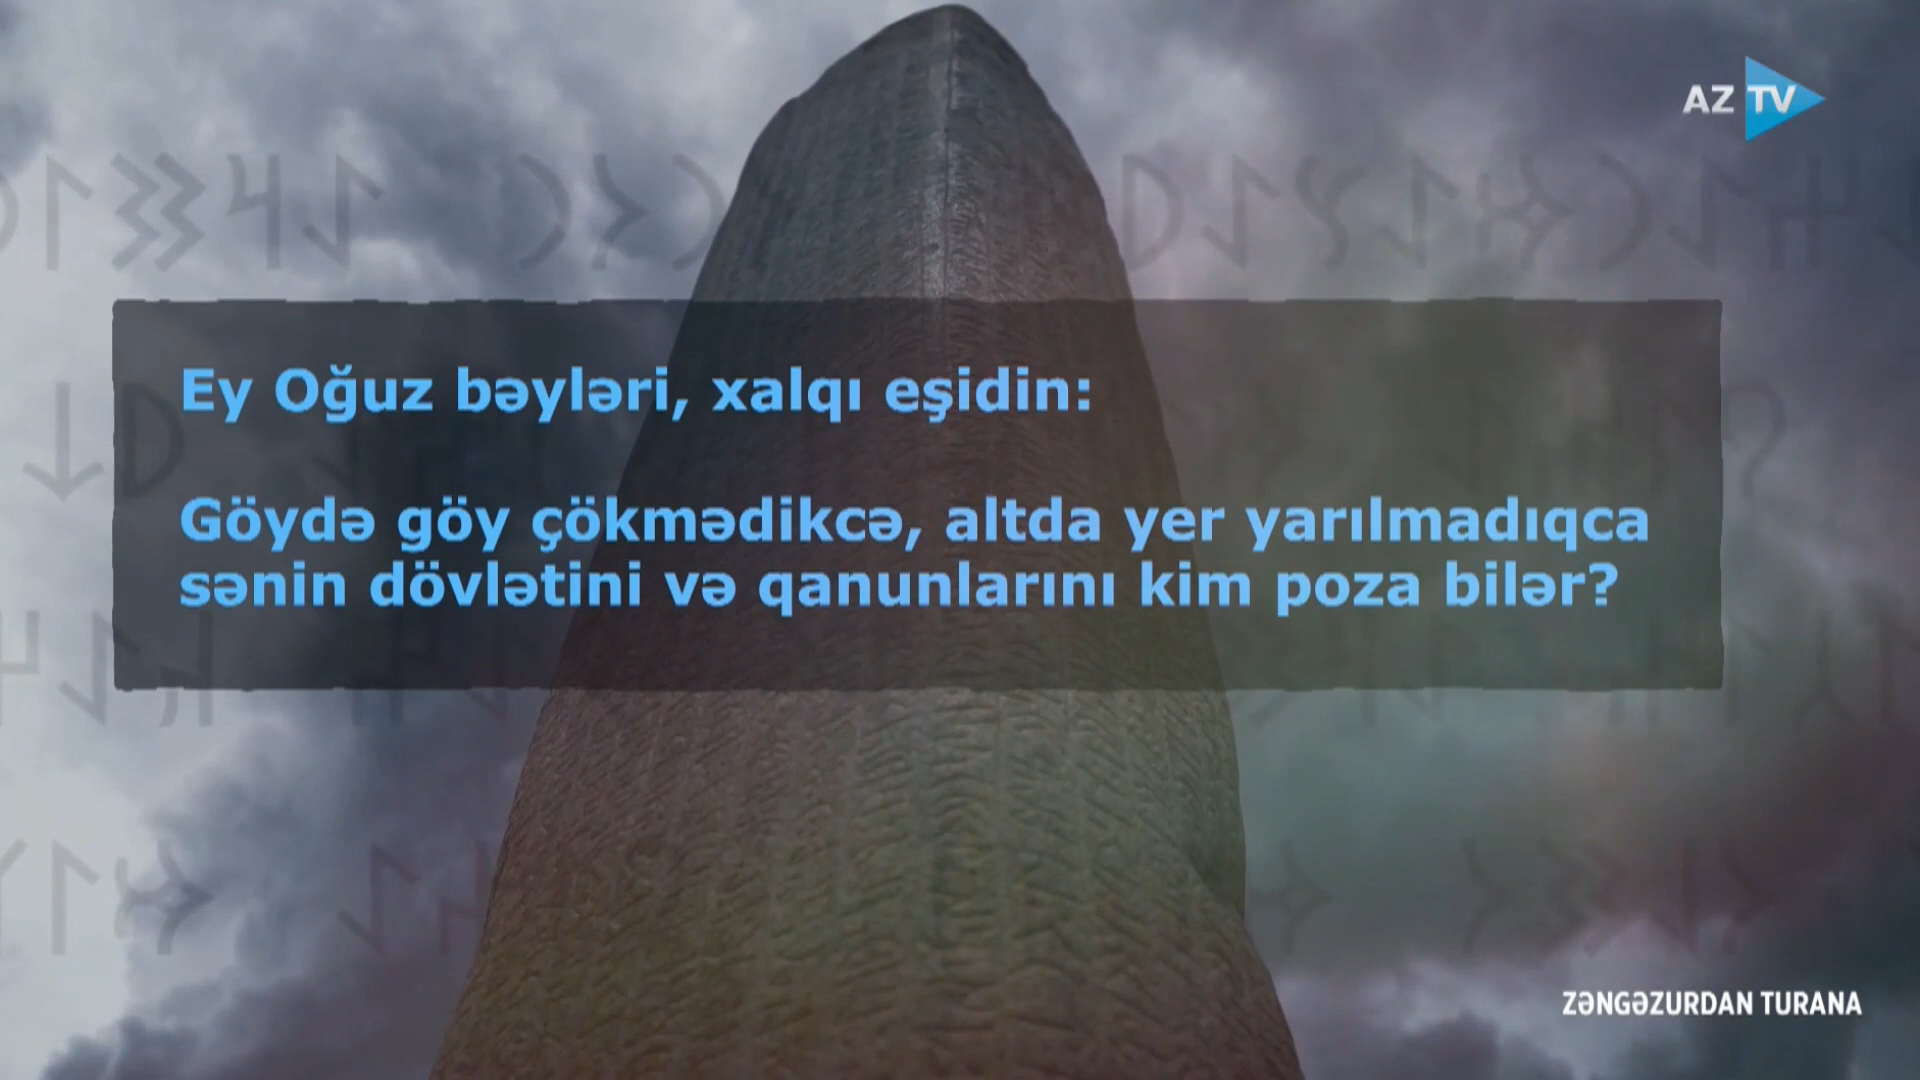 AZ TV
Ey Oğuz bəyləri, xalqı eşidin:
Göydə göy çökmədikcə, altda yer yarılmadıqca
sənin dövlətini və qanunlarını kim poza bilər?
ZƏNGƏZURDAN TURANA